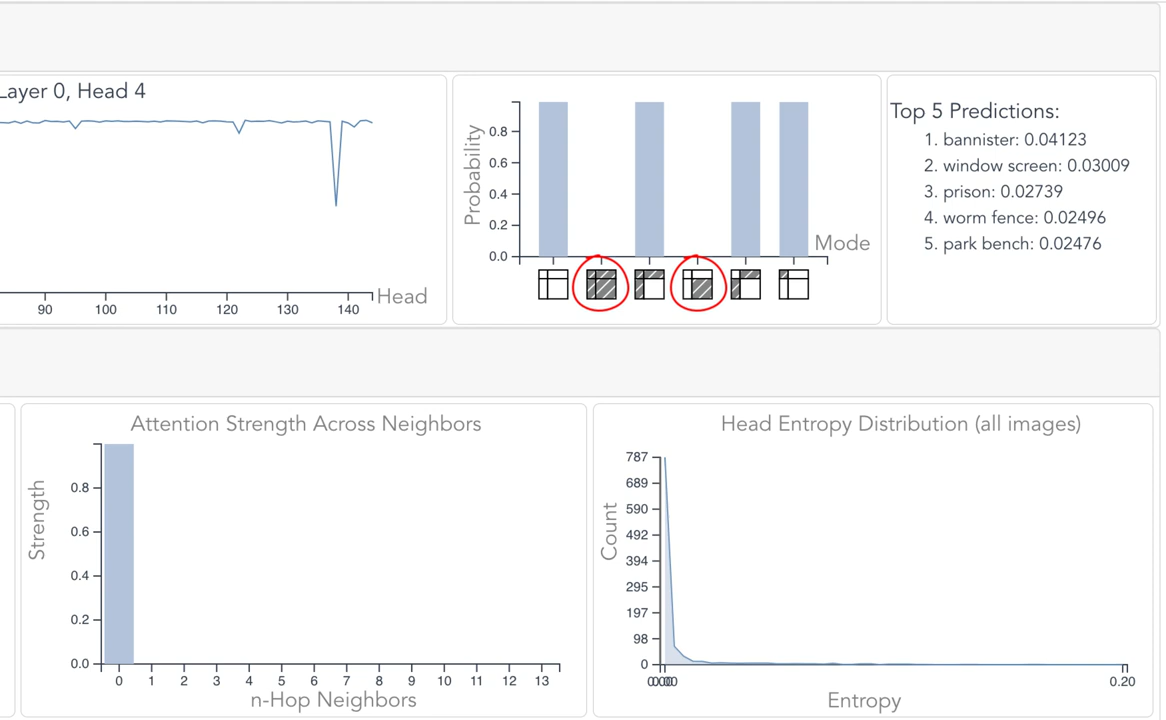 Layer 0, Head 4
90 100 110 120 130 140
Head
Probability
0.8
0.6
0.4
0.2
0.0
Mode
Top 5 Predictions:
1. bannister: 0.04123
2. window screen: 0.03009
3. prison: 0.02739
4. worm fence: 0.02496
5. park bench: 0.02476
Attention Strength Across Neighbors
Strength
0.8
0.6
0.4
0.2
0.0
0 1 2 3 4 5 6 7 8 9 10 11 12 13
n-Hop Neighbors
Head Entropy Distribution (all images)
Count
787
689
590
492
394
295
197
98
0
0.20
Entropy